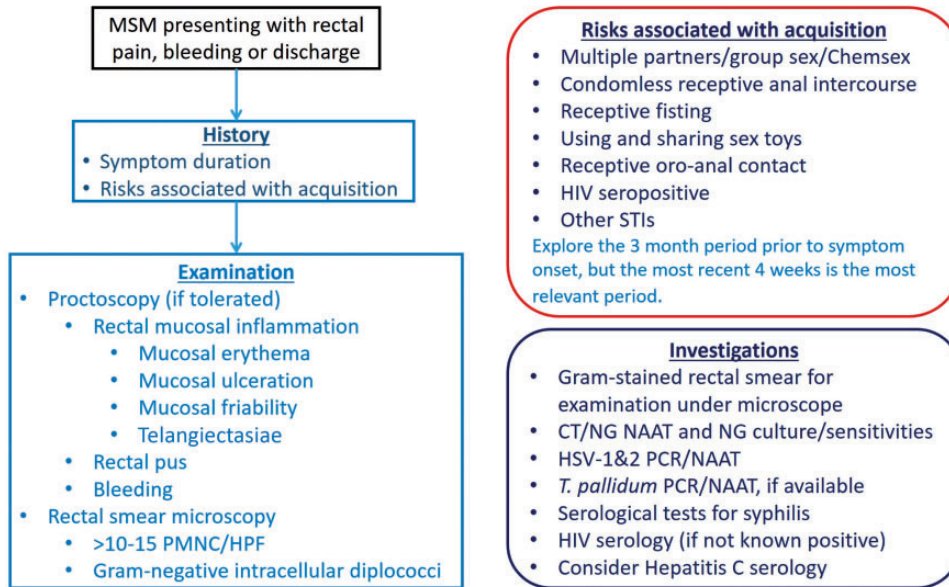 MSM presenting with rectal
pain, bleeding or discharge
History
• Symptom duration
• Risks associated with acquisition
Examination
• Proctoscopy (if tolerated)
• Rectal mucosal inflammation
• Mucosal erythema
• Mucosal ulceration
• Mucosal friability
• Telangiectasiae
• Rectal pus
• Bleeding
• Rectal smear microscopy
• >10-15 PMNC/HPF
• Gram-negative intracellular diplococci
Risks associated with acquisition
• Multiple partners/group sex/Chemsex
• Condomless receptive anal intercourse
• Receptive fisting
• Using and sharing sex toys
• Receptive oro-anal contact
• HIV seropositive
• Other STIs
Explore the 3 month period prior to symptom
onset, but the most recent 4 weeks is the most
relevant period.
Investigations
• Gram-stained rectal smear for
examination under microscope
• CT/NG NAAT and NG culture/sensitivities
• HSV-1&2 PCR/NAAT
• T. pallidum PCR/NAAT, if available
• Serological tests for syphilis
• HIV serology (if not known positive)
• Consider Hepatitis C serology